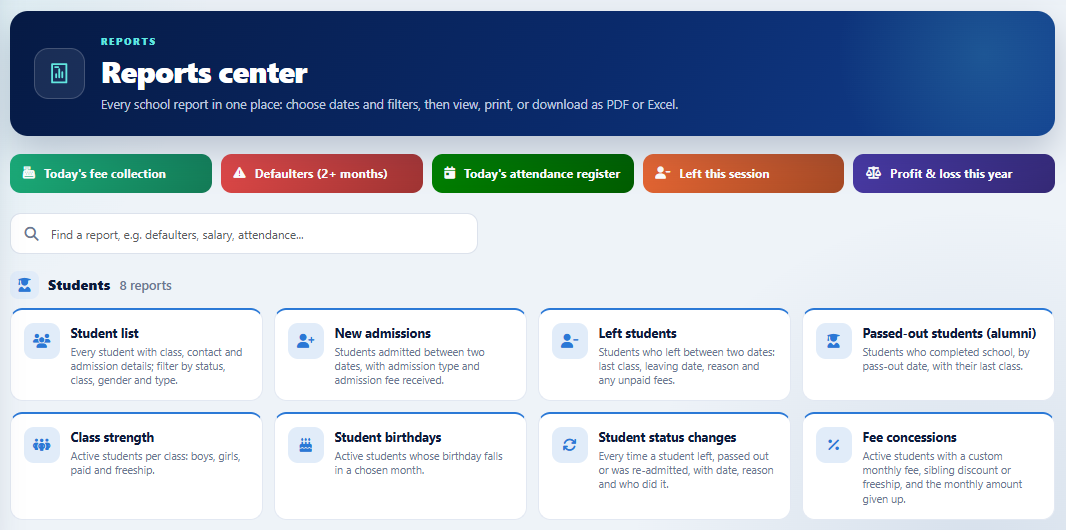 REPORTS
Reports center
Every school report in one place: choose dates and filters, then view, print, or download as PDF or Excel.
Today's fee collection
Defaulters (2+ months)
Today's attendance register
Left this session
Profit & loss this year
Find a report, e.g. defaulters, salary, attendance...
Students 8 reports
Student list
Every student with class, contact and
admission details; filter by status,
class, gender and type.
New admissions
Students admitted between two
dates, with admission type and
admission fee received.
Left students
Students who left between two dates:
last class, leaving date, reason and
any unpaid fees.
Passed-out students (alumni)
Students who completed school, by
pass-out date, with their last class.
Class strength
Active students per class: boys, girls,
paid and freeship.
Student birthdays
Active students whose birthday falls
in a chosen month.
Student status changes
Every time a student left, passed out
or was re-admitted, with date, reason
and who did it.
Fee concessions
Active students with a custom
monthly fee, sibling discount or
freeship, and the monthly amount
given up.